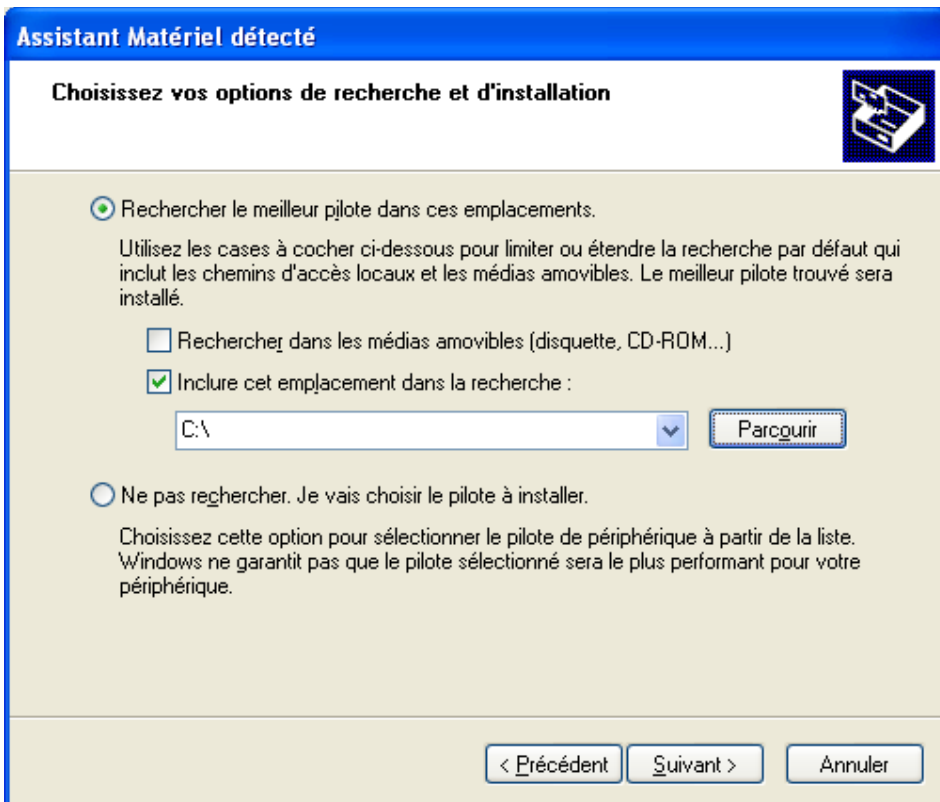 Assistant Matériel détecté
Choisissez vos options de recherche et d'installation
Rechercher le meilleur pilote dans ces emplacements.
Utilisez les cases à cocher ci-dessous pour limiter ou étendre la recherche par défaut qui
inclut les chemins d'accès locaux et les médias amovibles. Le meilleur pilote trouvé sera
installé.
Rechercher dans les médias amovibles (disquette, CD-ROM...)
Inclure cet emplacement dans la recherche :
C:\
Parcourir
Ne pas rechercher. Je vais choisir le pilote à installer.
Choisissez cette option pour sélectionner le pilote de périphérique à partir de la liste.
Windows ne garantit pas que le pilote sélectionné sera le plus performant pour votre
périphérique.
< Précédent
Suivant >
Annuler